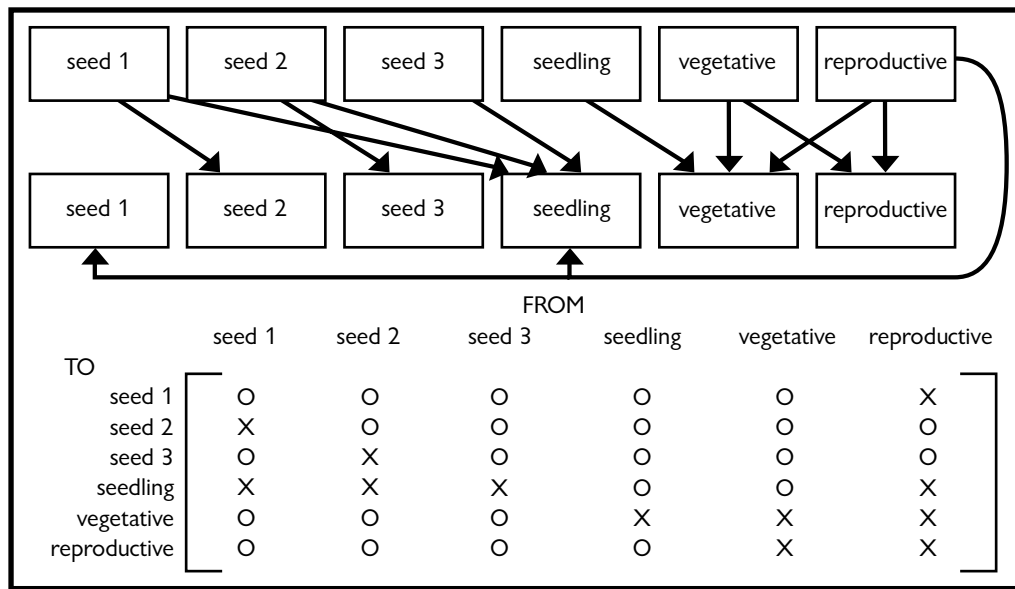 seed 1 seed 2 seed 3 seedling vegetative reproductive
seed 1 seed 2 seed 3 seedling vegetative reproductive
FROM
seed 1 seed 2 seed 3 seedling vegetative reproductive
TO
seed 1 O O O O O X
seed 2 X O O O O O
seed 3 O X O O O O
seedling X X X O O X
vegetative O O O X X X
reproductive O O O O X X